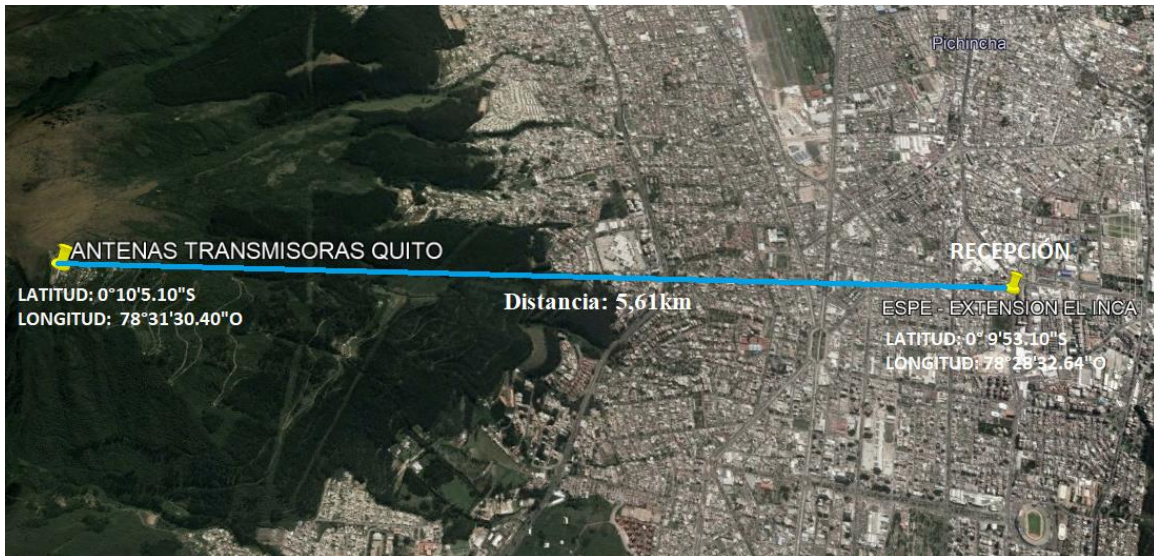 Pichincha
ANTENAS TRANSMISORAS QUITO
RECEPCIÓN
LATITUD: 0°10'5.10"S
LONGITUD: 78°31'30.40"O
Distancia: 5,61km
ESPE - EXTENSION EL INCA
LATITUD: 0° 9'53.10"S
LONGITUD: 78°28'32.64"O